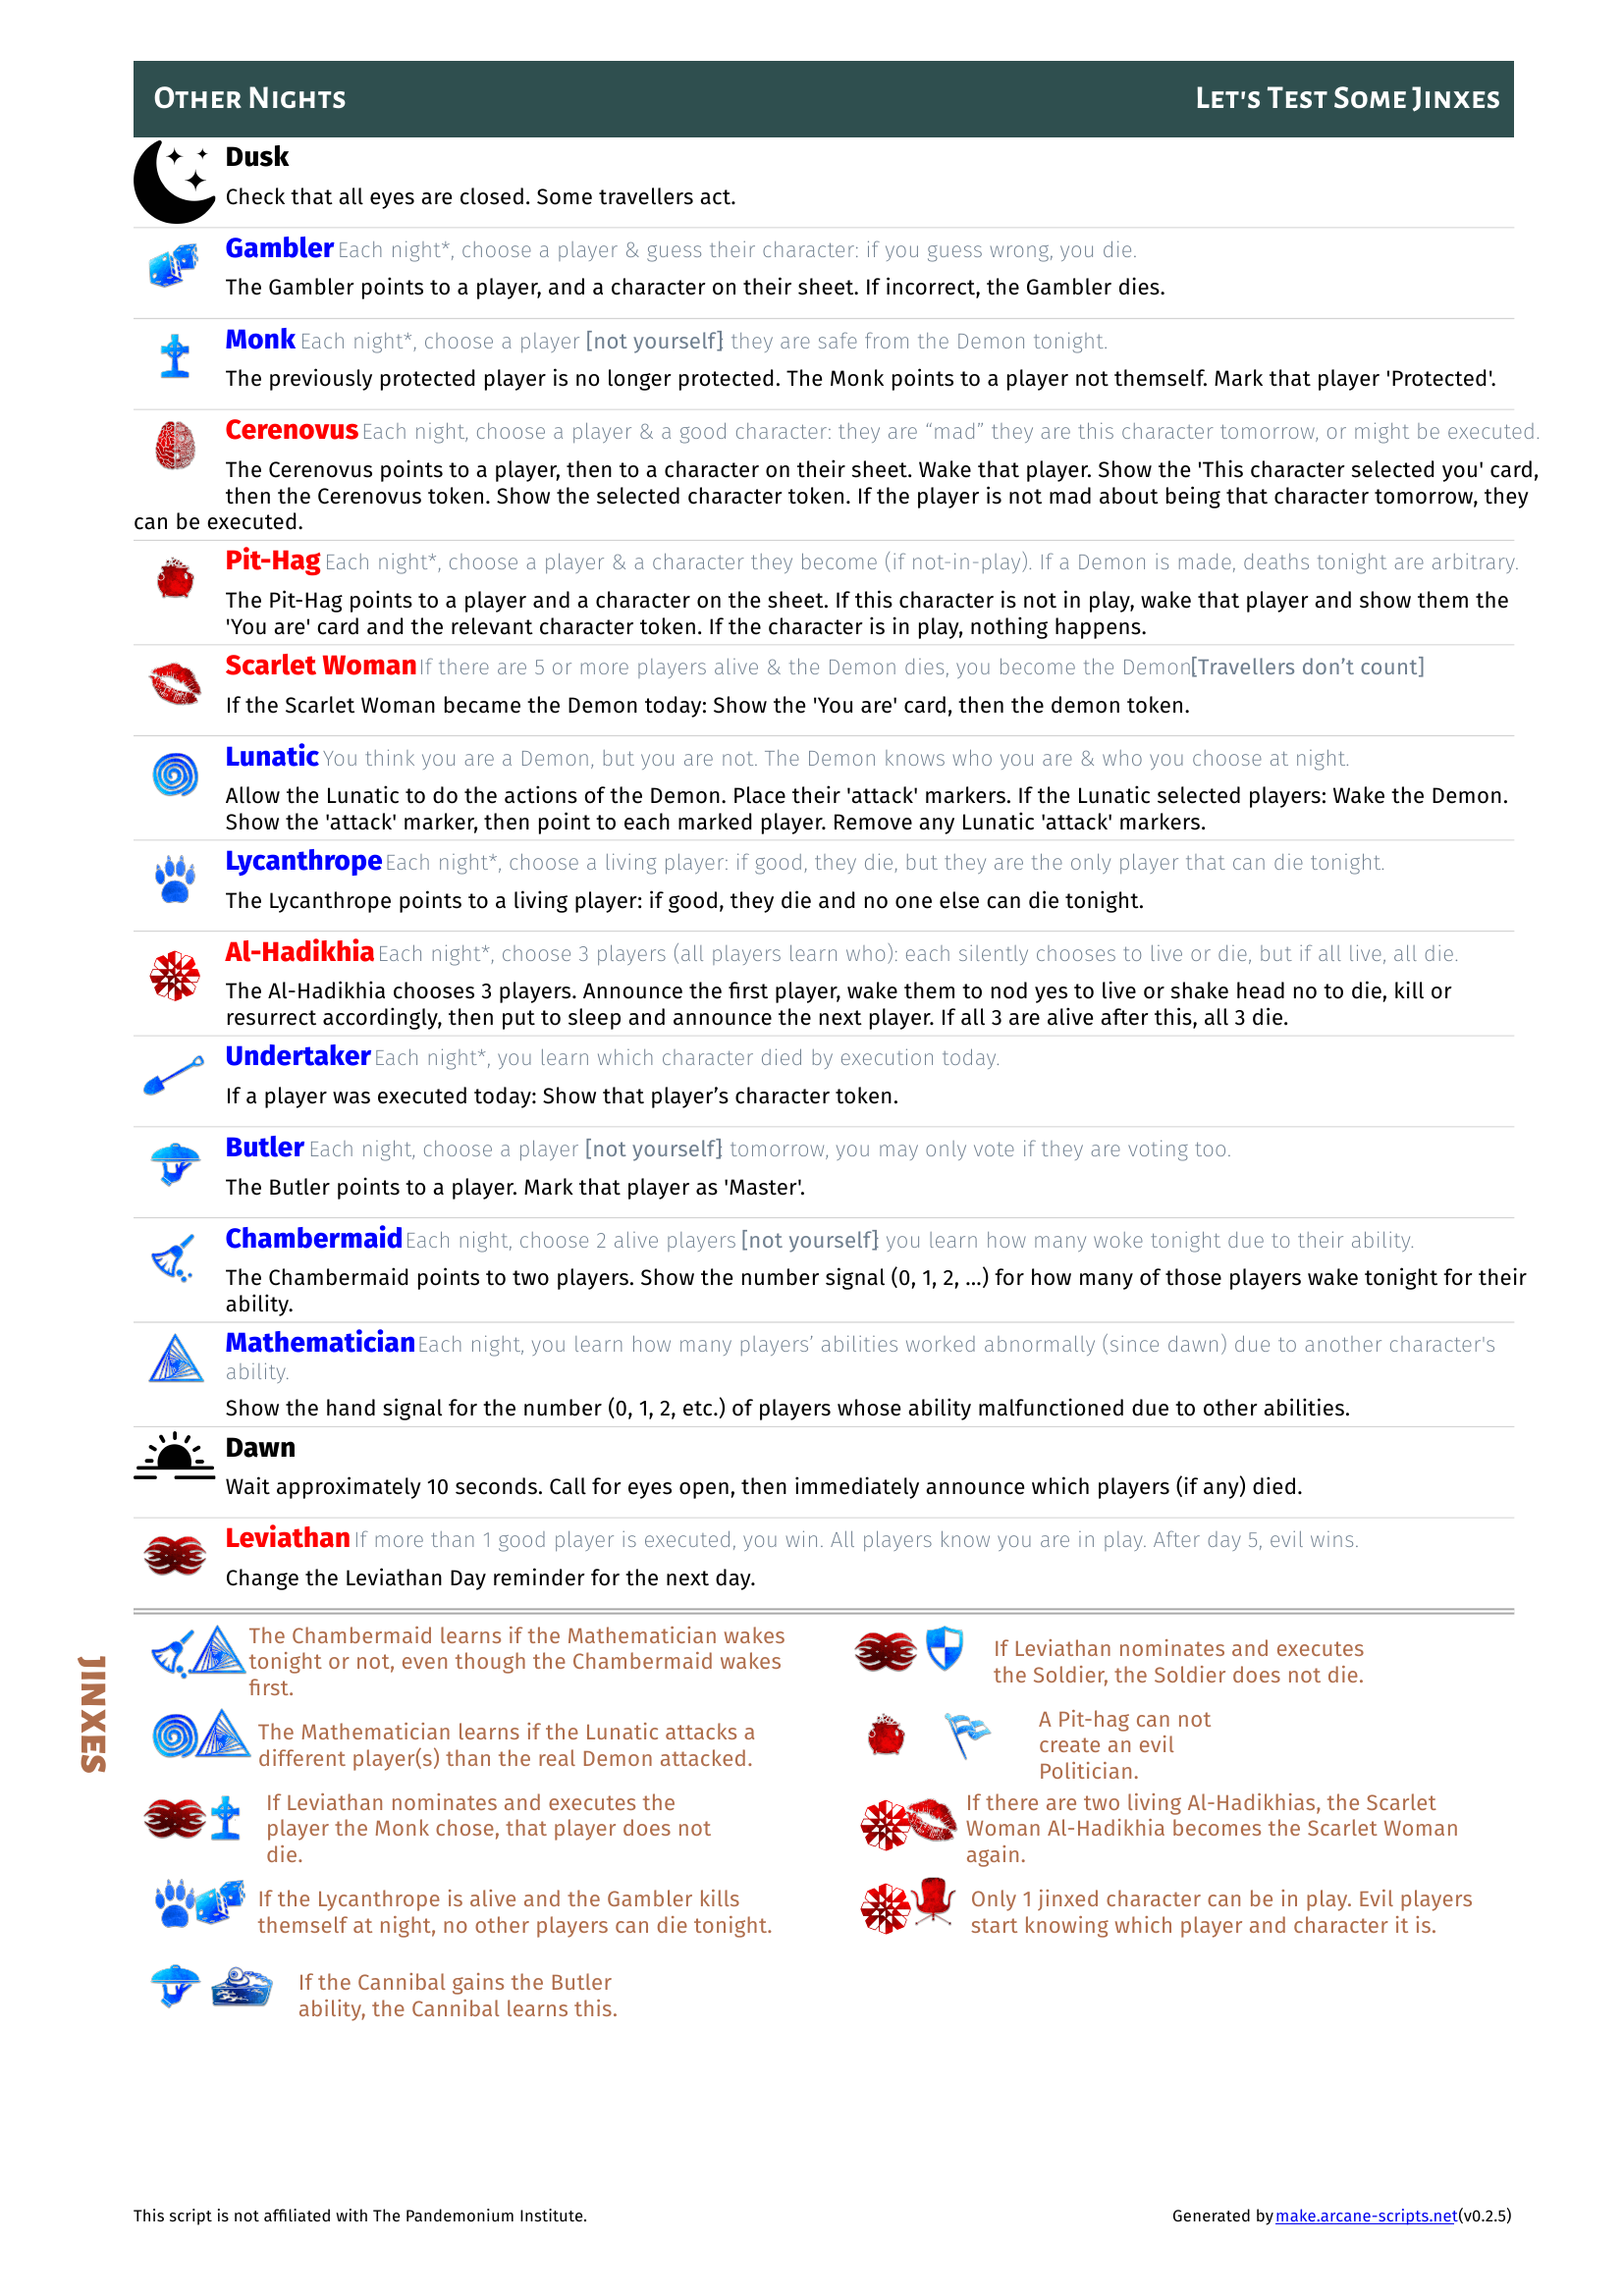 Other Nights
Let's Test Some Jinxes
Dusk
Check that all eyes are closed. Some travellers act.
Gambler Each night*, choose a player & guess their character: if you guess wrong, you die.
The Gambler points to a player, and a character on their sheet. If incorrect, the Gambler dies.
Monk Each night*, choose a player [not yourself] they are safe from the Demon tonight.
The previously protected player is no longer protected. The Monk points to a player not themself. Mark that player 'Protected'.
Cerenovus Each night, choose a player & a good character: they are “mad” they are this character tomorrow, or might be executed.
The Cerenovus points to a player, then to a character on their sheet. Wake that player. Show the 'This character selected you' card,
then the Cerenovus token. Show the selected character token. If the player is not mad about being that character tomorrow, they
can be executed.
Pit-Hag Each night*, choose a player & a character they become (if not-in-play). If a Demon is made, deaths tonight are arbitrary.
The Pit-Hag points to a player and a character on the sheet. If this character is not in play, wake that player and show them the
'You are' card and the relevant character token. If the character is in play, nothing happens.
Scarlet Woman If there are 5 or more players alive & the Demon dies, you become the Demon [Travellers don’t count]
If the Scarlet Woman became the Demon today: Show the 'You are' card, then the demon token.
Lunatic You think you are a Demon, but you are not. The Demon knows who you are & who you choose at night.
Allow the Lunatic to do the actions of the Demon. Place their 'attack' markers. If the Lunatic selected players: Wake the Demon.
Show the 'attack' marker, then point to each marked player. Remove any Lunatic 'attack' markers.
Lycanthrope Each night*, choose a living player: if good, they die, but they are the only player that can die tonight.
The Lycanthrope points to a living player: if good, they die and no one else can die tonight.
Al-Hadikhia Each night*, choose 3 players (all players learn who): each silently chooses to live or die, but if all live, all die.
The Al-Hadikhia chooses 3 players. Announce the first player, wake them to nod yes to live or shake head no to die, kill or
resurrect accordingly, then put to sleep and announce the next player. If all 3 are alive after this, all 3 die.
Undertaker Each night*, you learn which character died by execution today.
If a player was executed today: Show that player’s character token.
Butler Each night, choose a player [not yourself] tomorrow, you may only vote if they are voting too.
The Butler points to a player. Mark that player as 'Master'.
Chambermaid Each night, choose 2 alive players [not yourself] you learn how many woke tonight due to their ability.
The Chambermaid points to two players. Show the number signal (0, 1, 2, ...) for how many of those players wake tonight for their
ability.
Mathematician Each night, you learn how many players’ abilities worked abnormally (since dawn) due to another character's
ability.
Show the hand signal for the number (0, 1, 2, etc.) of players whose ability malfunctioned due to other abilities.
Dawn
Wait approximately 10 seconds. Call for eyes open, then immediately announce which players (if any) died.
Leviathan If more than 1 good player is executed, you win. All players know you are in play. After day 5, evil wins.
Change the Leviathan Day reminder for the next day.
JINXES
The Chambermaid learns if the Mathematician wakes
tonight or not, even though the Chambermaid wakes
first.
If Leviathan nominates and executes
the Soldier, the Soldier does not die.
The Mathematician learns if the Lunatic attacks a
different player(s) than the real Demon attacked.
A Pit-hag can not
create an evil
Politician.
If Leviathan nominates and executes the
player the Monk chose, that player does not
die.
If there are two living Al-Hadikhias, the Scarlet
Woman Al-Hadikhia becomes the Scarlet Woman
again.
If the Lycanthrope is alive and the Gambler kills
themself at night, no other players can die tonight.
Only 1 jinxed character can be in play. Evil players
start knowing which player and character it is.
If the Cannibal gains the Butler
ability, the Cannibal learns this.
This script is not affiliated with The Pandemonium Institute.
Generated by make.arcane-scripts.net (v0.2.5)